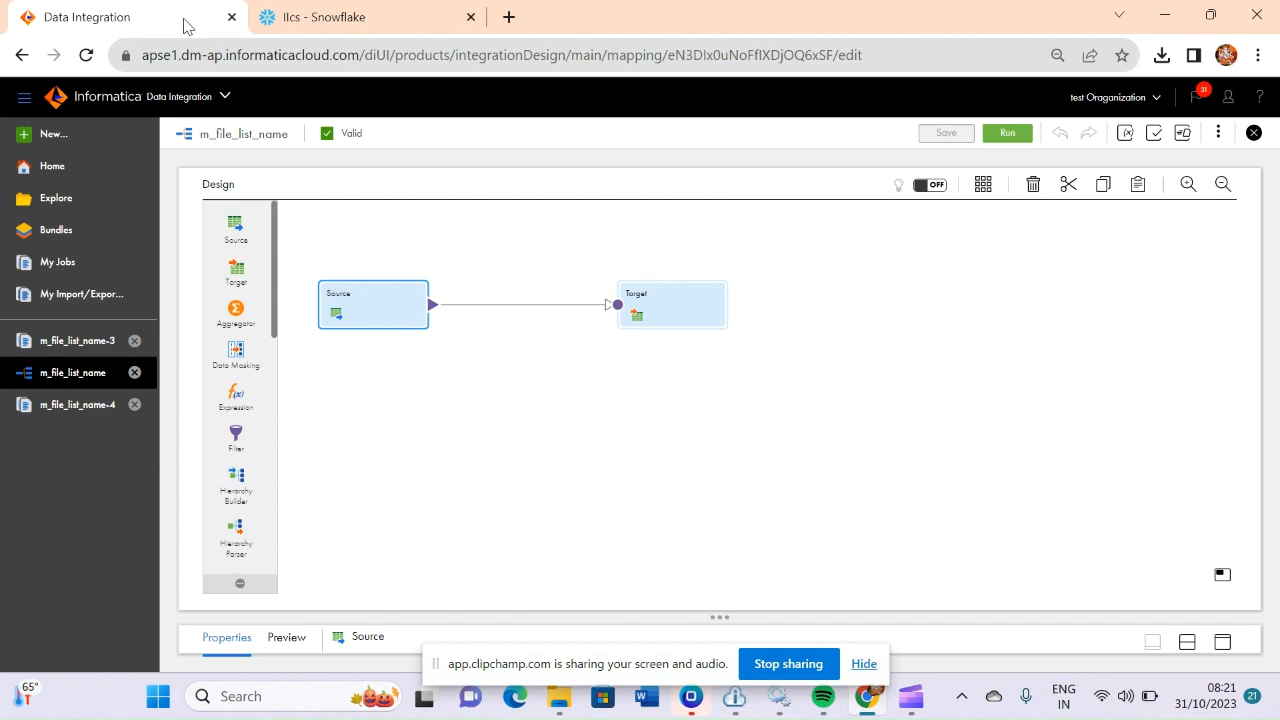 Data Integration
IIcs - Snowflake
apse1.dm-ap.informaticacloud.com/diUI/products/integrationDesign/main/mapping/eN3DIx0uNoFfIXDjOQ6xSF/edit
Informatica Data Integration
test Oraganization
31
New...
Home
Explore
Bundles
My Jobs
My Import/Expor...
m_file_list_name-3
m_file_list_name
m_file_list_name-4
m_file_list_name
Valid
Save
Run
Design
OFF
Source
Target
Aggregator
Data Masking
f(x)
Expression
Filter
Hierarchy
Builder
Hierarchy
Parser
Source
Target
Properties
Preview
Source
app.clipchamp.com is sharing your screen and audio.
Stop sharing
Hide
65°
Search
ENG
IN
08:21
31/10/2023
21